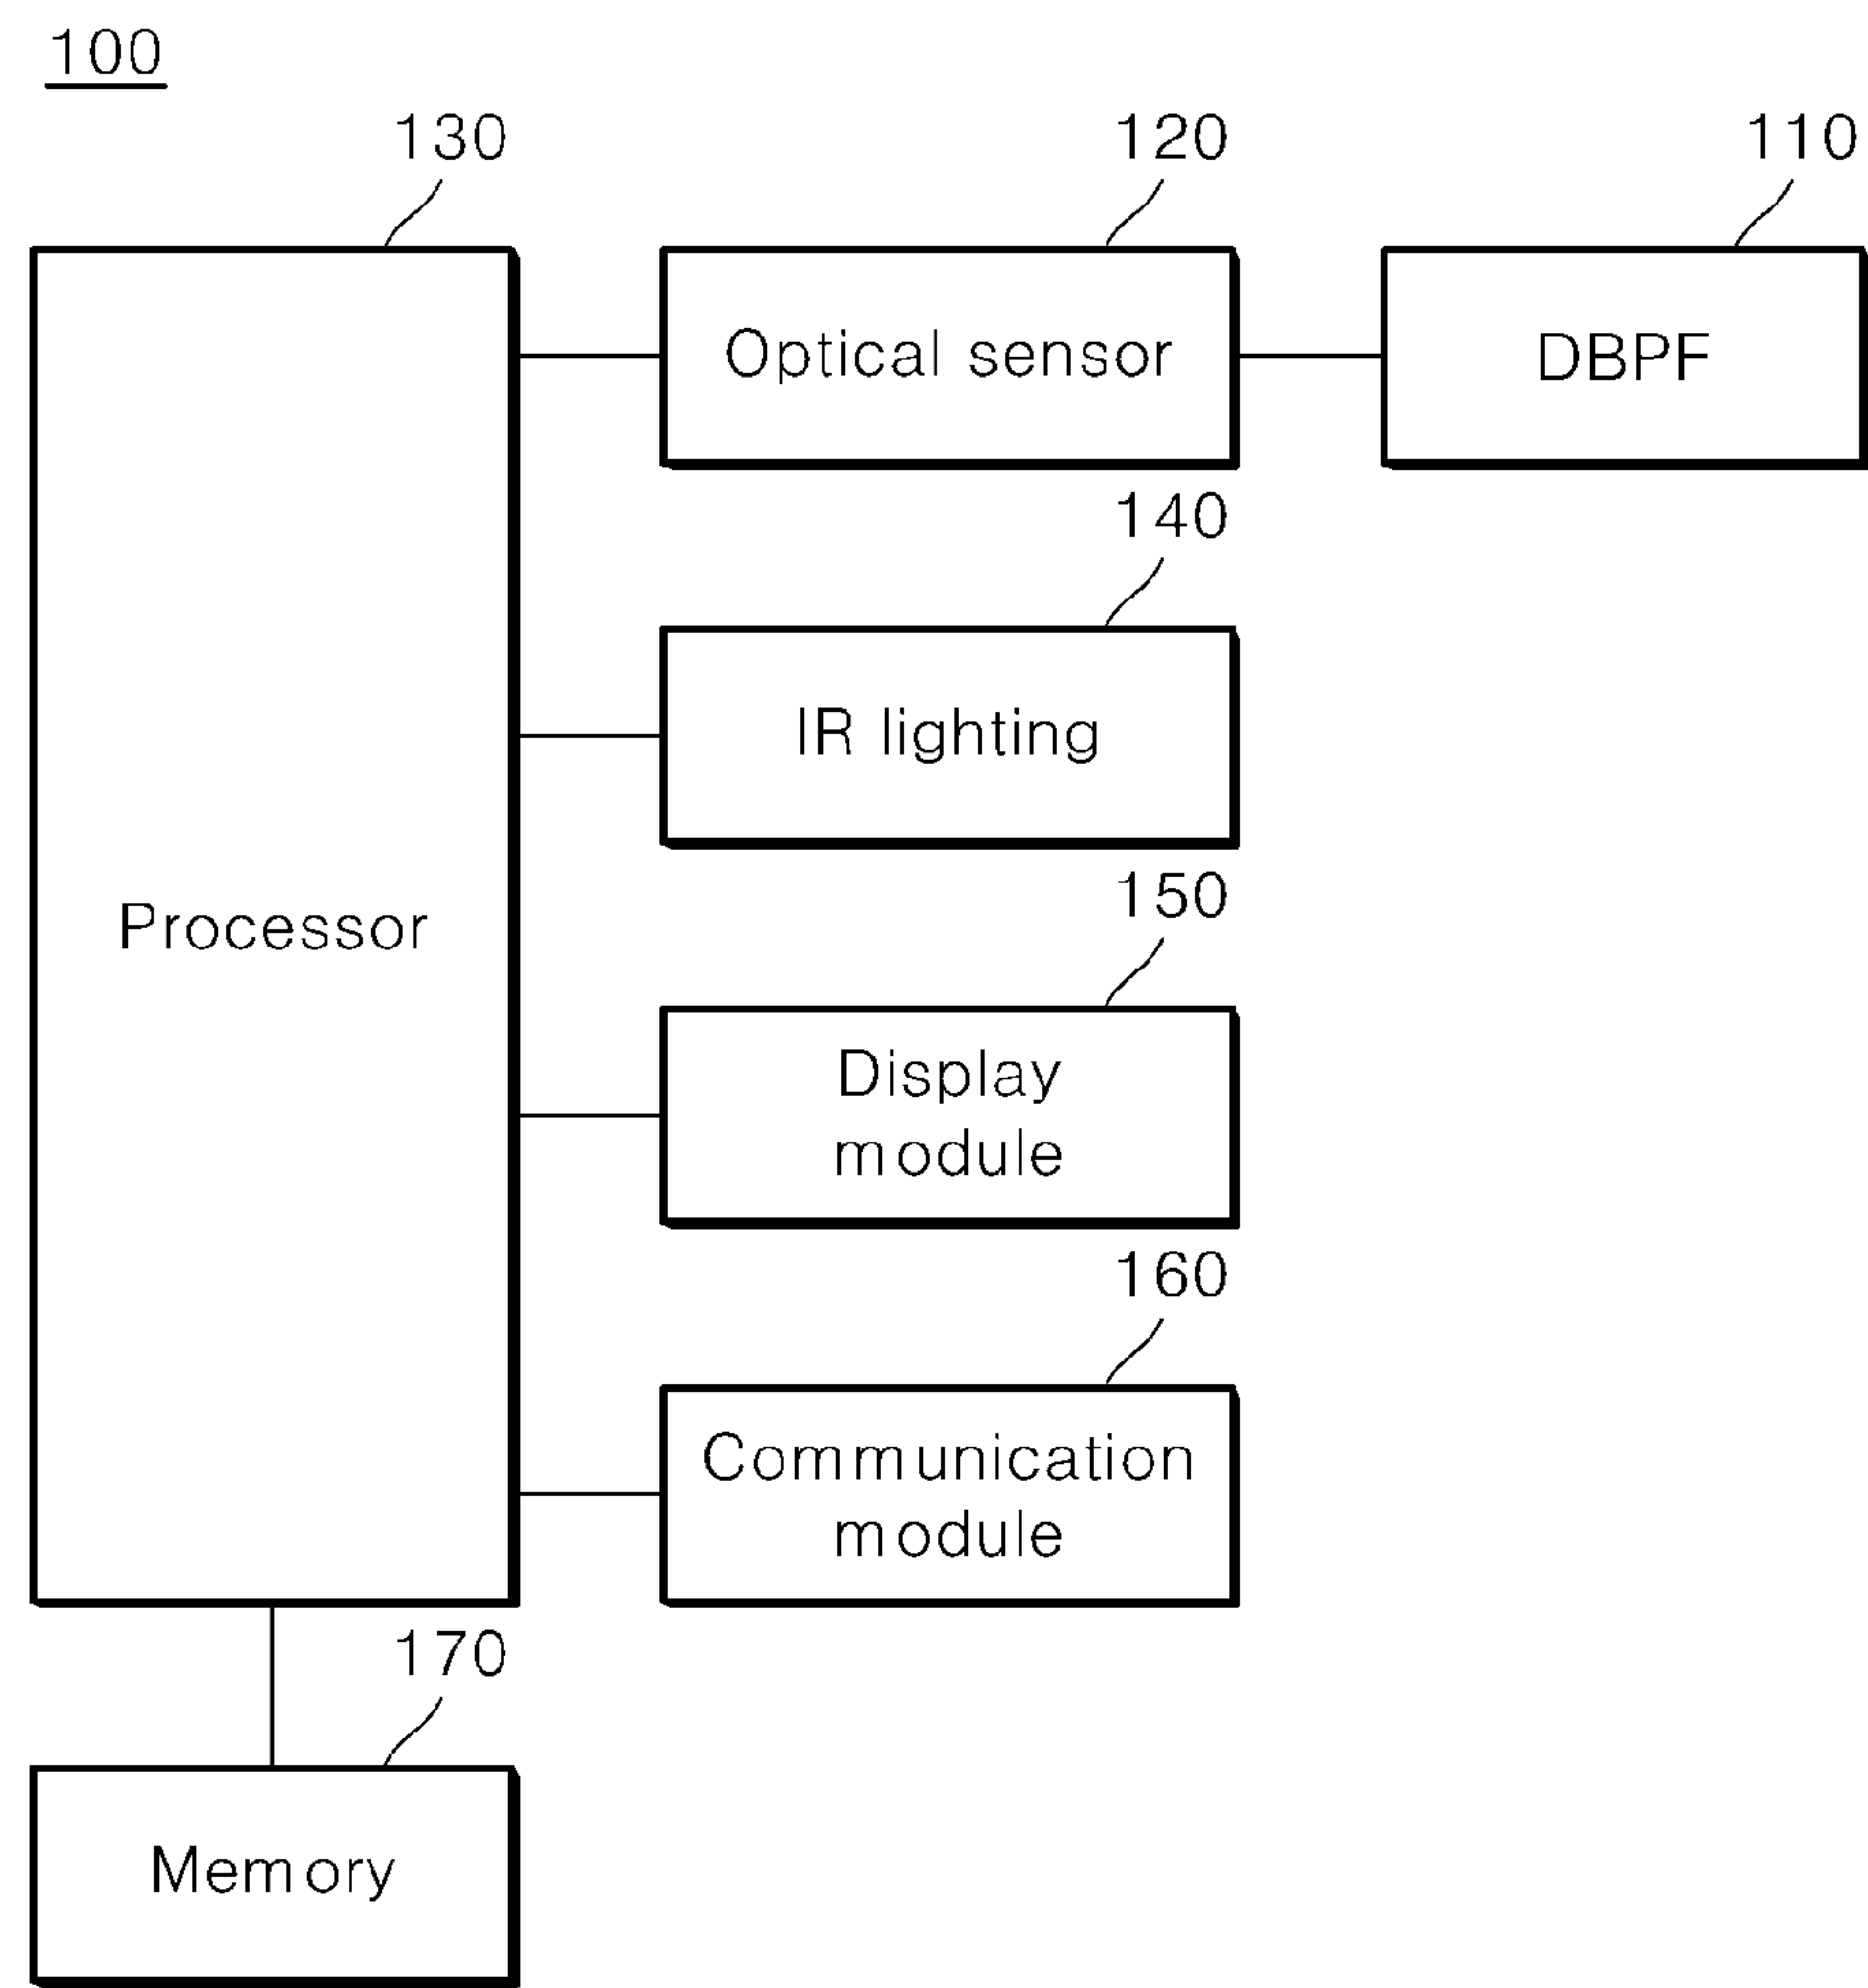 100
130
120
110
Optical sensor
DBPF
140
IR lighting
150
Processor
Display
module
160
Communication
module
170
Memory